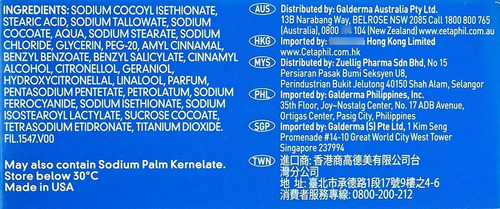 INGREDIENTS: SODIUM COCOYL ISETHIONATE,
STEARIC ACID, SODIUM TALLOWATE, SODIUM
COCOATE, AQUA, SODIUM STEARATE, SODIUM
CHLORIDE, GLYCERIN, PEG-20, AMYL CINNAMAL,
BENZYL BENZOATE, BENZYL SALICYLATE, CINNAMYL
ALCOHOL, CITRONELLOL, GERANIOL,
HYDROXYCITRONELLAL, LINALOOL, PARFUM,
PENTASODIUM PENTETATE, PETROLATUM, SODIUM
FERROCYANIDE, SODIUM ISETHIONATE, SODIUM
ISOSTEAROYL LACTYLATE, SUCROSE COCOATE,
TETRASODIUM ETIDRONATE, TITANIUM DIOXIDE.
FIL.1547.V00
May also contain Sodium Palm Kernelate.
Store below 30°C
Made in USA
AUS Distributed by: Galderma Australia Pty Ltd.
13B Narabang Way, BELROSE NSW 2085 Call 1800 800 765
(Australia), 0800 104 (New Zealand) www.cetaphil.com.au
HKG Imported by: Hong Kong Limited
www.Cetaphil.com.hk
MYS Distributed by: Zuellig Pharma Sdn Bhd, No 15
Persiaran Pasak Bumi Seksyen U8,
Perindustrian Bukit Jelutong 40150 Shah Alam, Selangor
PHL Imported by: Galderma Philippines, Inc.
35th Floor, Joy-Nostalg Center, No. 17 ADB Avenue,
Ortigas Center, Pasig City, Philippines
SGP Imported by: Galderma (S) Pte Ltd, 1 Kim Seng
Promenade #14-10 Great World City West Tower
Singapore 237994
TWN 進口商:香港商高德美有限公司台
灣分公司
地址:臺北市承德路1段17號9樓之4-6
消費者服務專線:0800-200-212